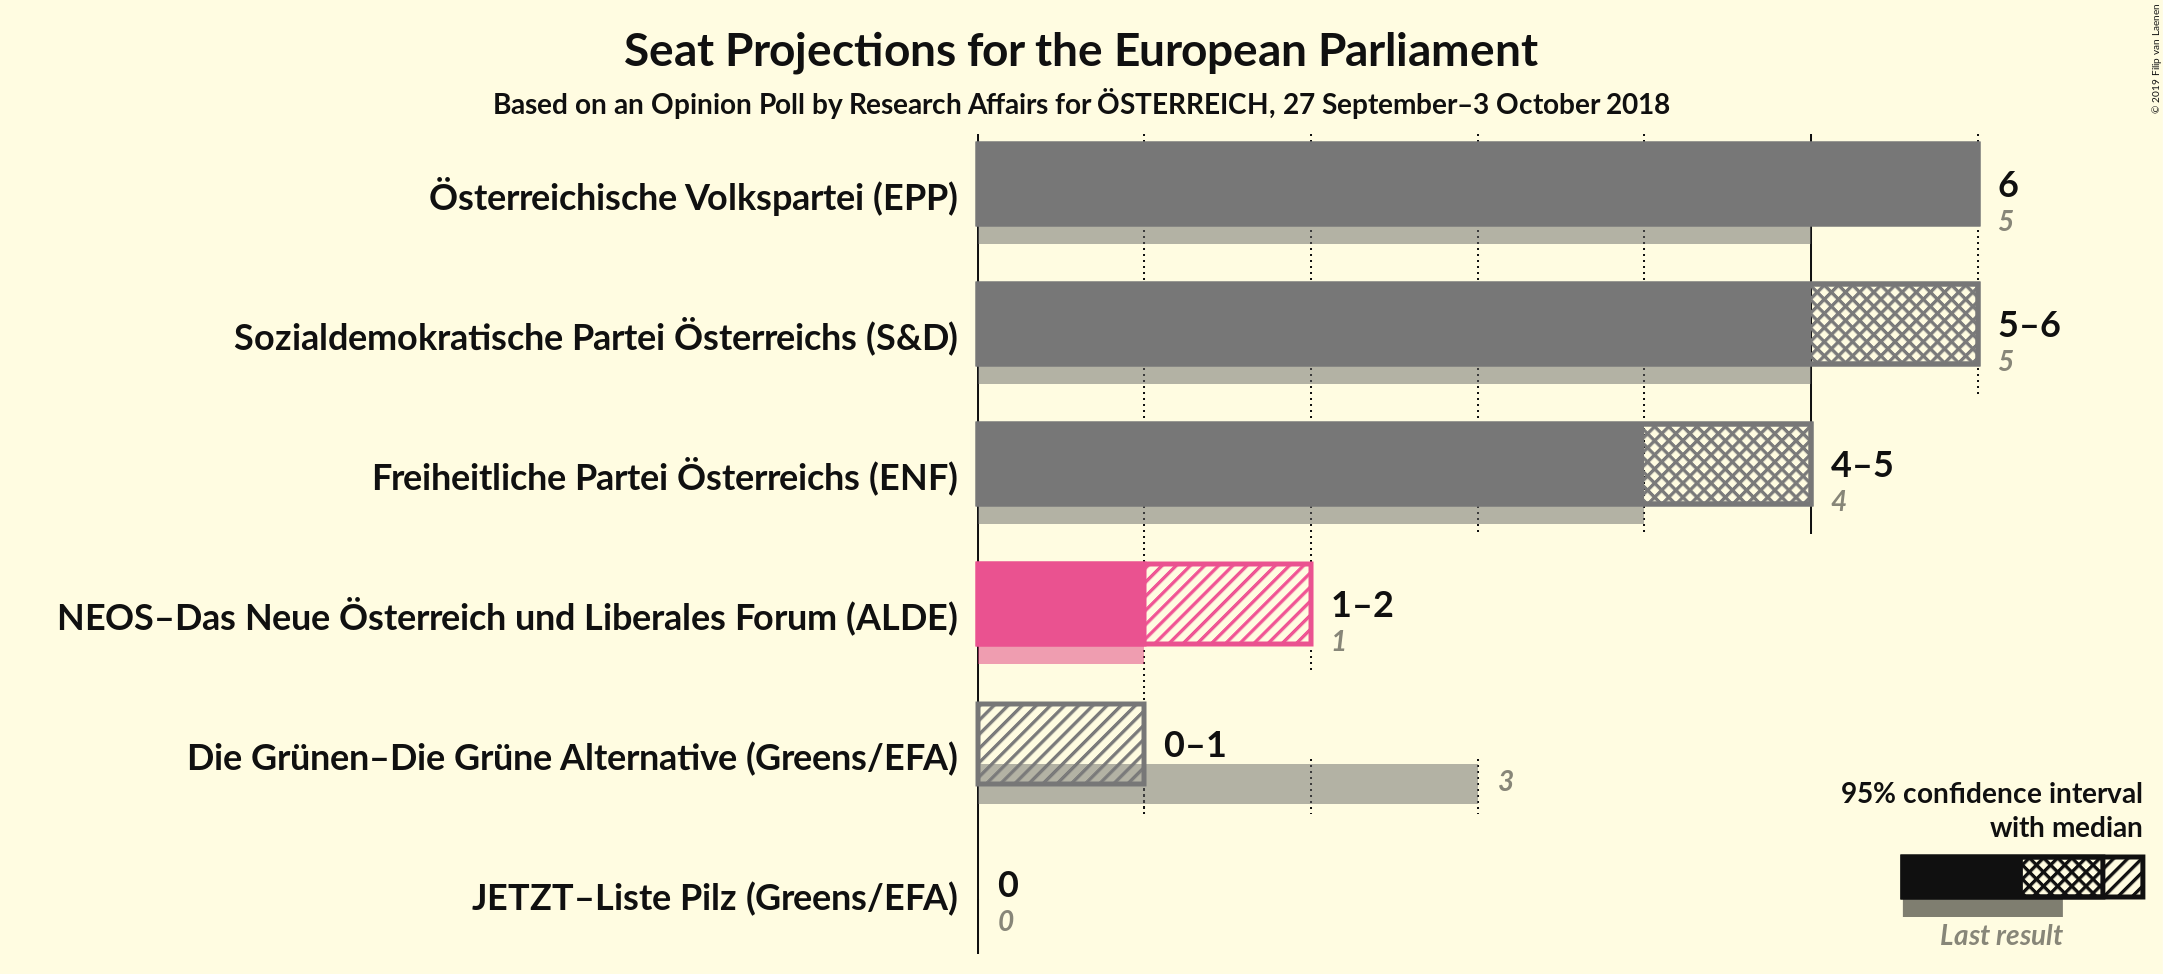 Seat Projections for the European Parliament
Based on an Opinion Poll by Research Affairs for ÖSTERREICH, 27 September–3 October 2018
© 2019 Filip van Laenen
Österreichische Volkspartei (EPP)
6
5
Sozialdemokratische Partei Österreichs (S&D)
5–6
5
Freiheitliche Partei Österreichs (ENF)
4–5
4
NEOS–Das Neue Österreich und Liberales Forum (ALDE)
1–2
1
Die Grünen–Die Grüne Alternative (Greens/EFA)
0–1
3
JETZT–Liste Pilz (Greens/EFA)
0
0
95% confidence interval
with median
Last result